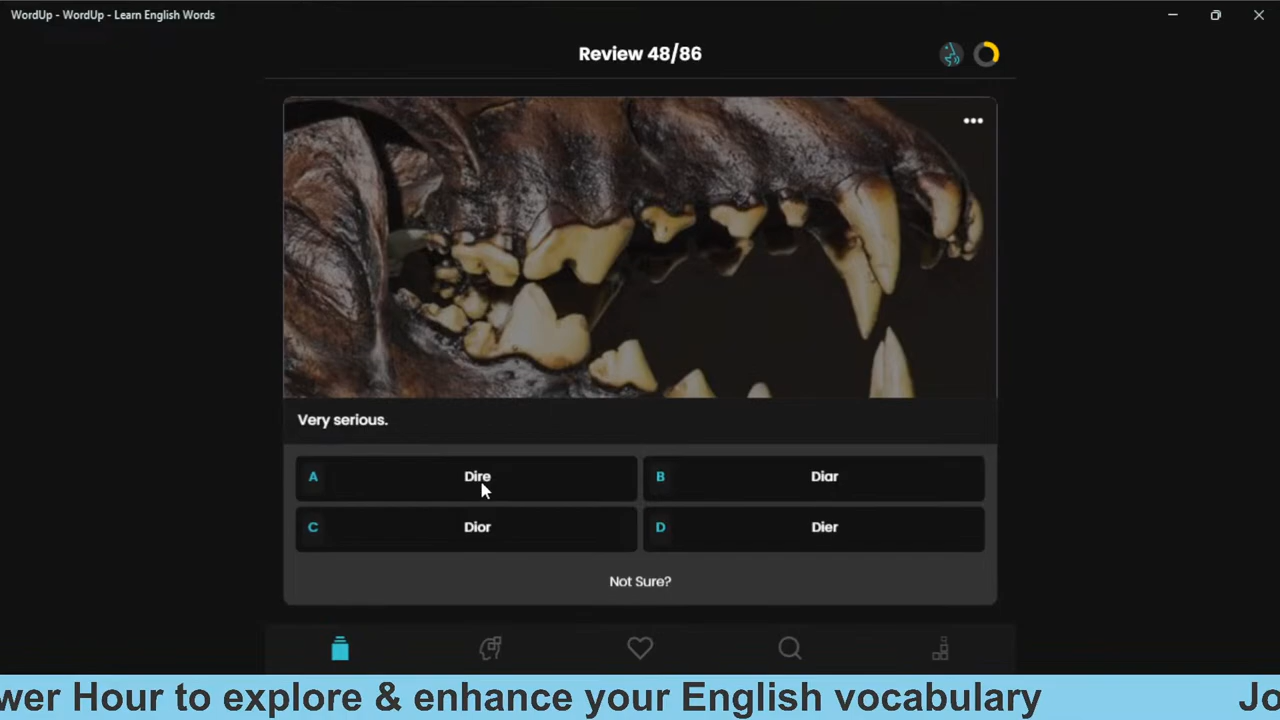 WordUp - WordUp - Learn English Words
Review 48/86
Very serious.
A Dire
B Diar
C Dior
D Dier
Not Sure?
wer Hour to explore & enhance your English vocabulary Jo